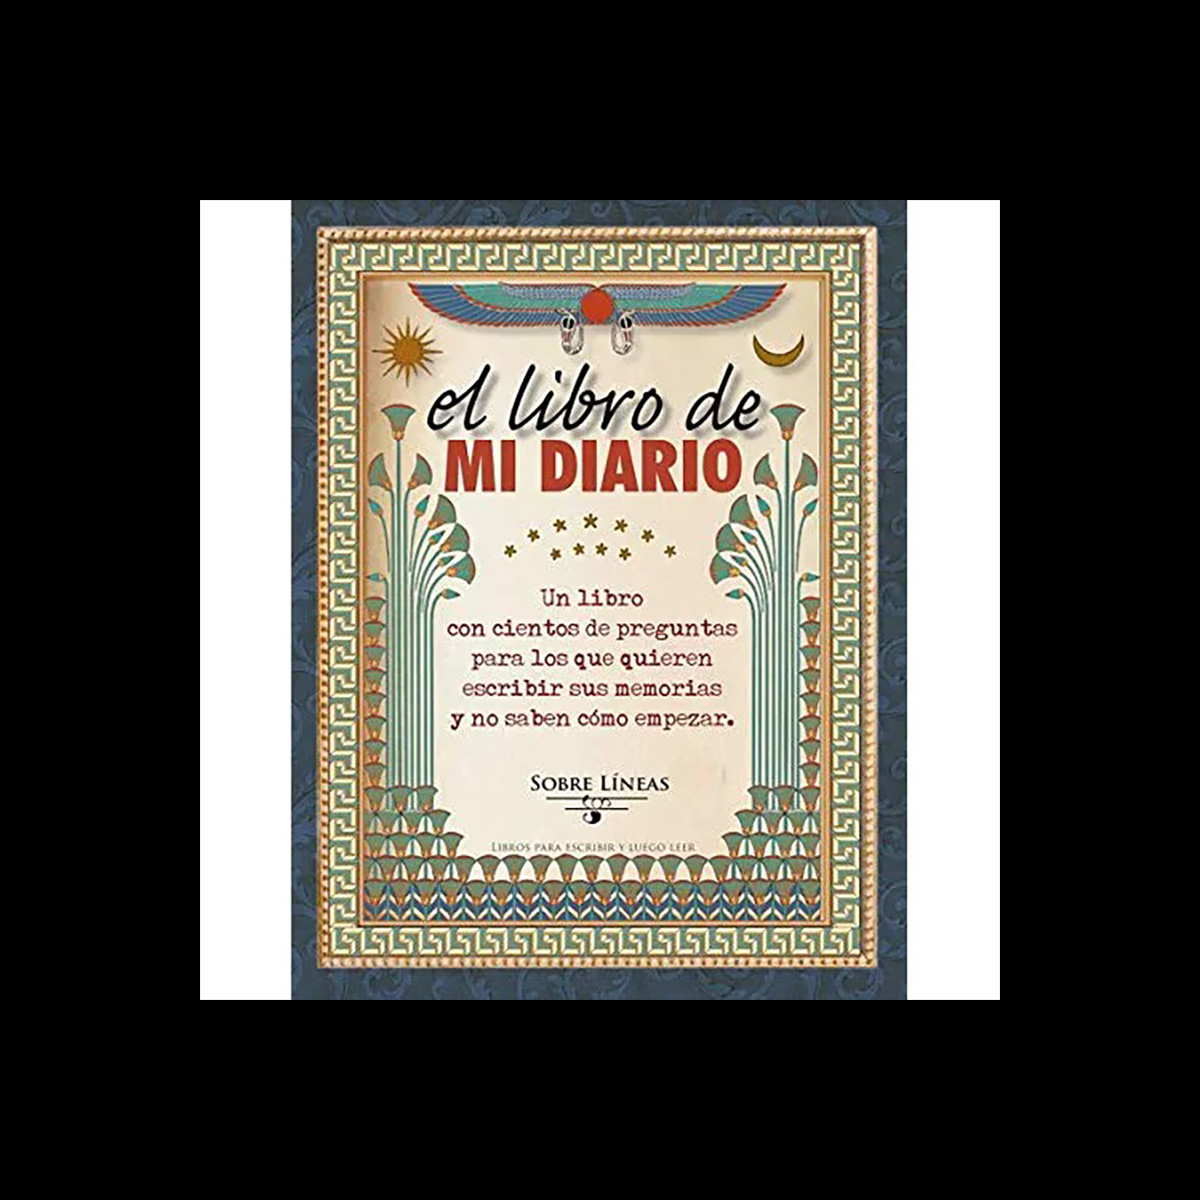 el libro de
MI DIARIO
Un libro
con cientos de preguntas
para los que quieren
escribir sus memorias
y no saben cómo empezar.
SOBRE LÍNEAS
LIBROS PARA ESCRIBIR Y LUEGO LEER